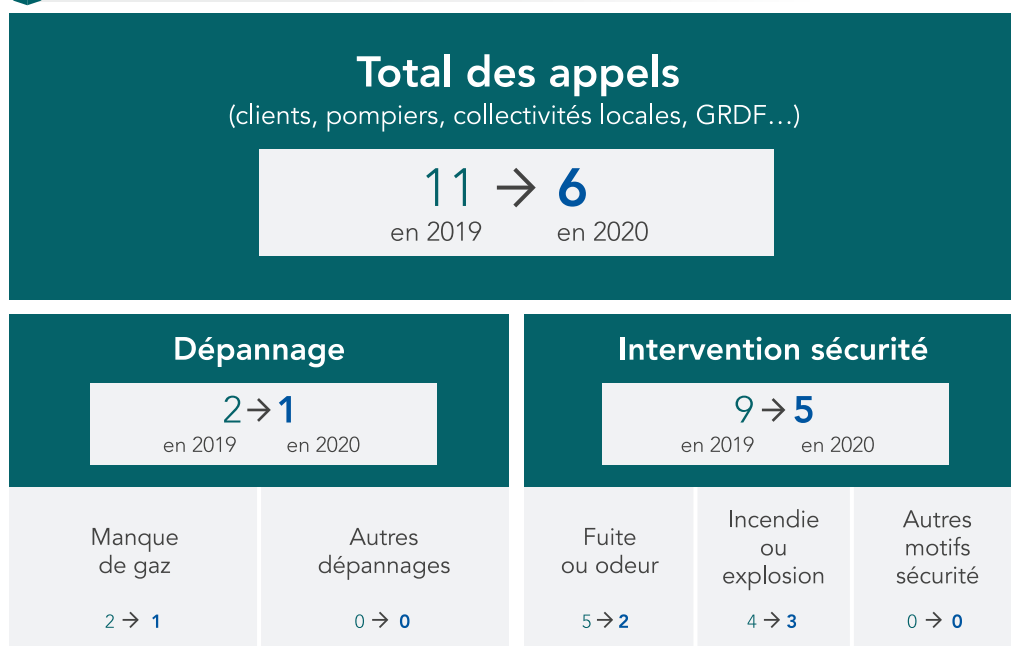 Total des appels
(clients, pompiers, collectivités locales, GRDF...)
11 → 6
en 2019 en 2020
Dépannage
2 → 1
en 2019 en 2020
Intervention sécurité
9 → 5
en 2019 en 2020
Manque
de gaz
2 → 1
Autres
dépannages
0 → 0
Fuite
ou odeur
5 → 2
Incendie
ou
explosion
4 → 3
Autres
motifs
sécurité
0 → 0